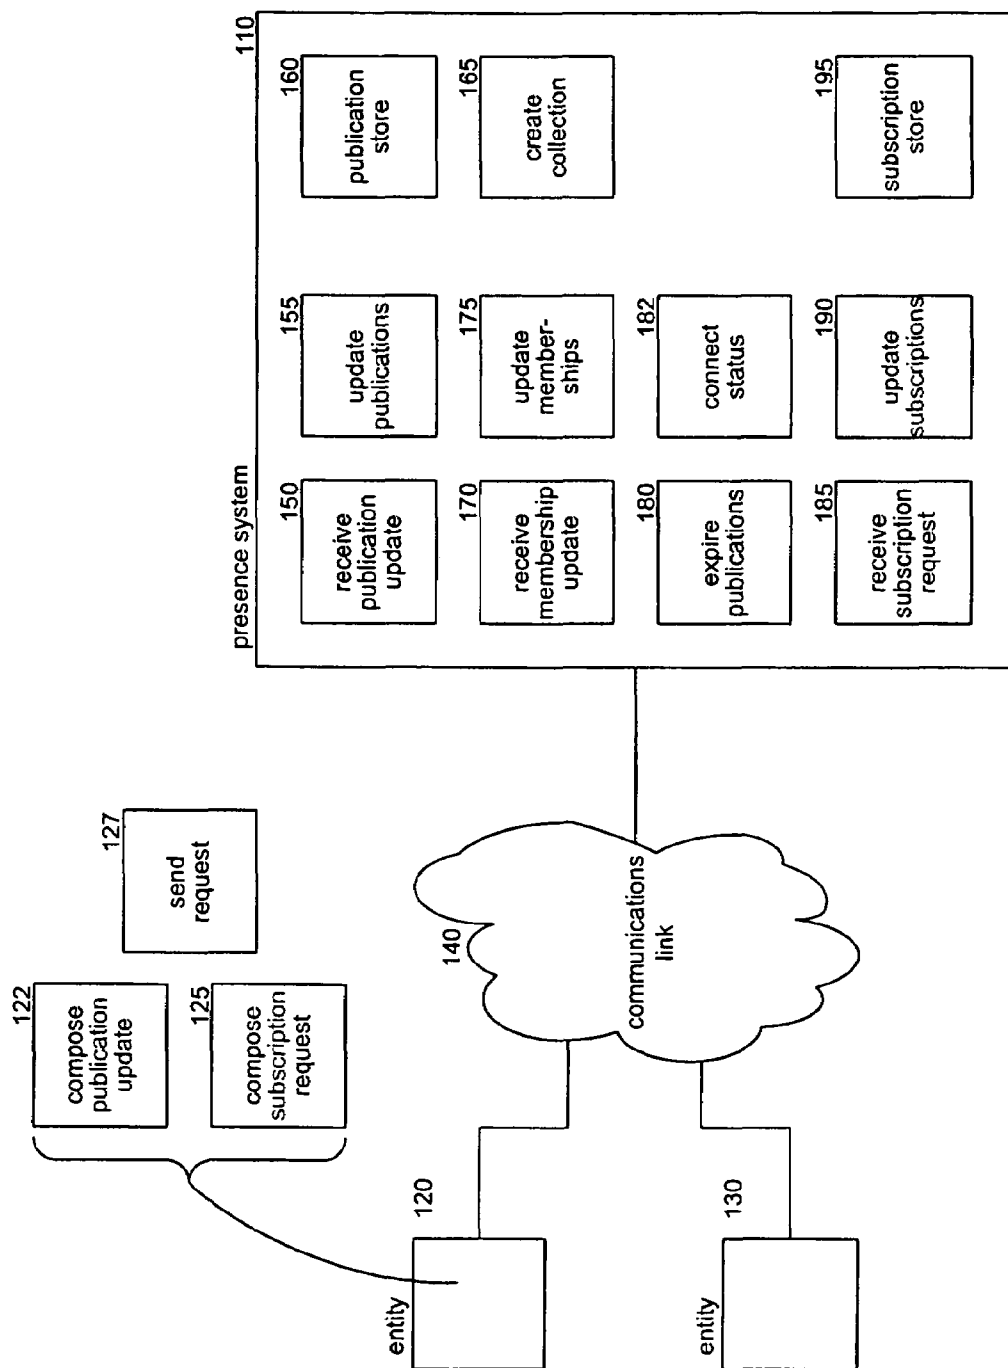 122
compose
publication
update
125
compose
subscription
request
127
send
request
entity
120
entity
130
140
communications
link
presence system
110
150
receive
publication
update
155
update
publications
160
publication
store
170
receive
membership
update
175
update
member-
ships
165
create
collection
180
expire
publications
182
connect
status
185
receive
subscription
request
190
update
subscriptions
195
subscription
store